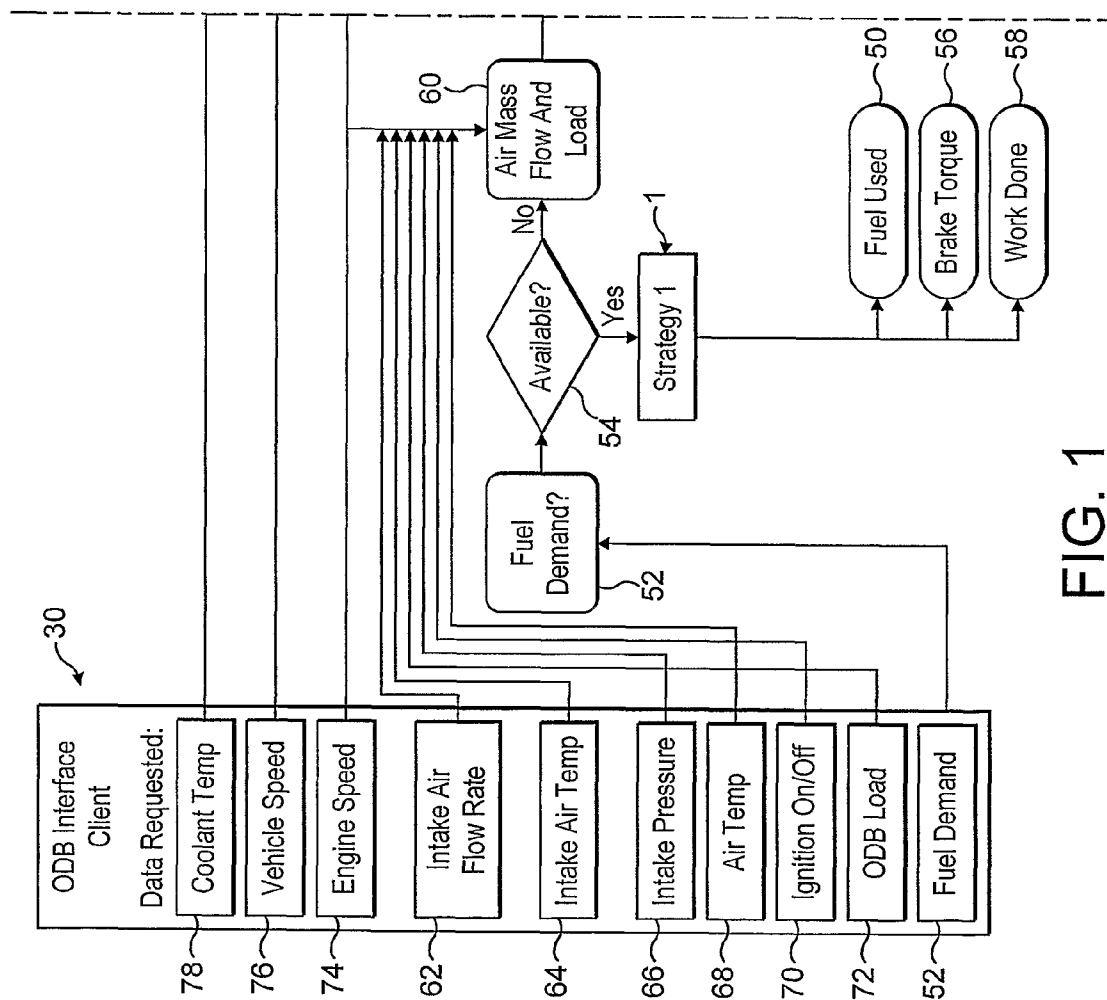 30
ODB Interface
Client
Data Requested:
78
Coolant Temp
76
Vehicle Speed
74
Engine Speed
62
Intake Air
Flow Rate
64
Intake Air Temp
66
Intake Pressure
68
Air Temp
70
Ignition On/Off
72
ODB Load
52
Fuel Demand
Fuel
Demand?
52
Available?
54
No
Yes
60
Air Mass
Flow And
Load
Strategy 1
1
Fuel Used
50
Brake Torque
56
Work Done
58
FIG. 1